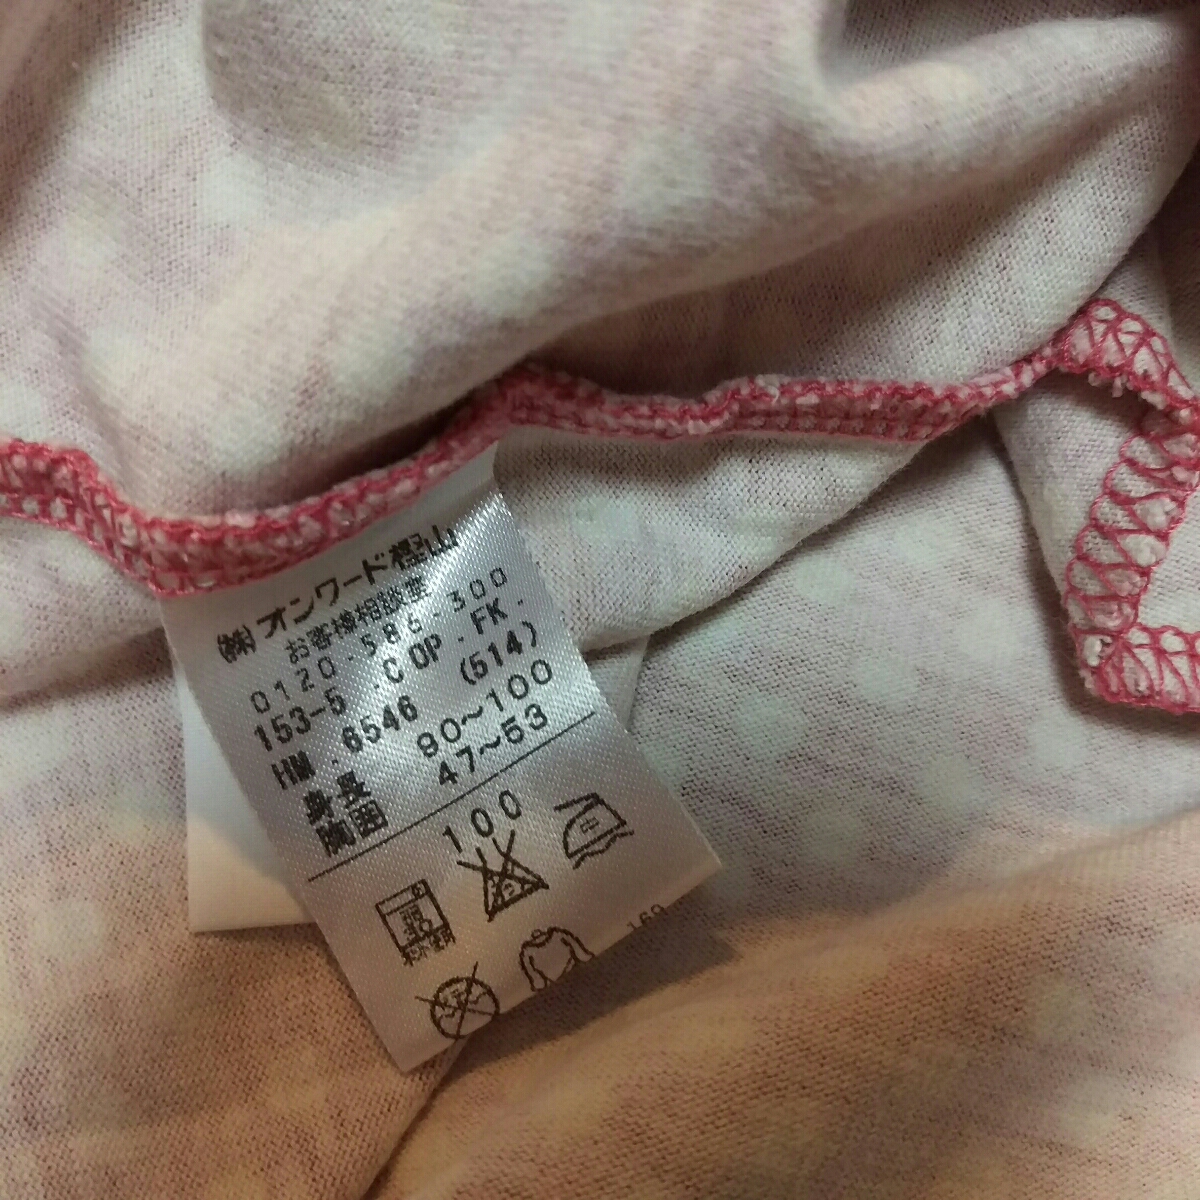 ㈱オンワード樫山
お客様相談室
0120.586.300
153-5 .C OP .FK.
HM .6546 (514)
身長 90~100
胸囲 47~53
100